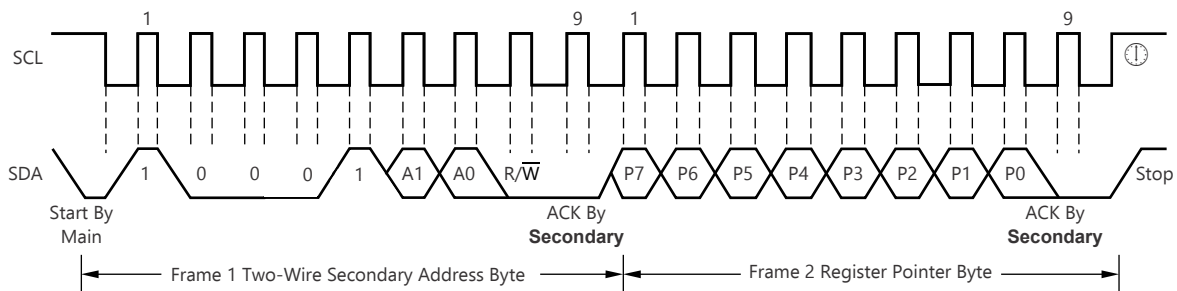 1 9 1 9
SCL
SDA 1 0 0 0 1 A1 A0 R/W̅ P7 P6 P5 P4 P3 P2 P1 P0 Stop
Start By ACK By ACK By
Main Secondary Secondary
Frame 1 Two-Wire Secondary Address Byte Frame 2 Register Pointer Byte